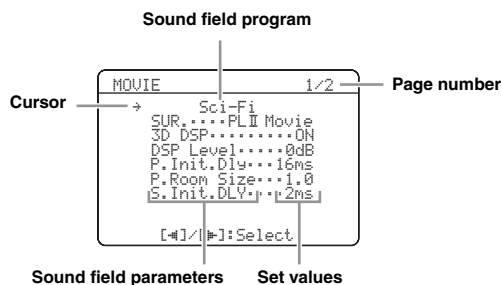 Sound field program
MOVIE 1/2
Page number
Cursor
→ Sci-Fi
SUR.····PLⅡ Movie
3D DSP·········ON
DSP Level·····0dB
P.Init.Dly···16ms
P.Room Size···1.0
S.Init.DLY····2ms
[◀]/[▶]:Select
Sound field parameters
Set values